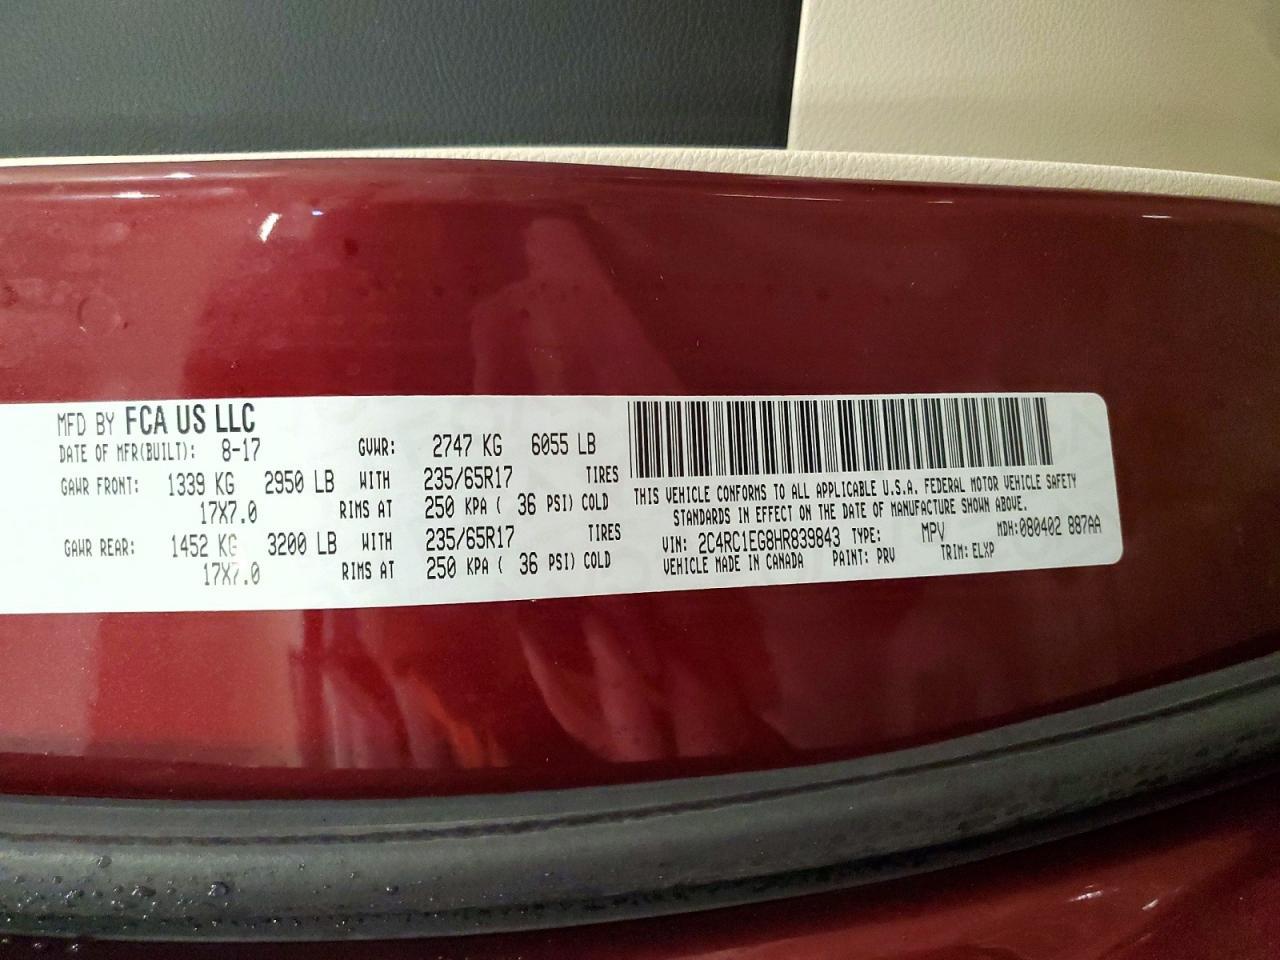 MFD BY FCA US LLC
DATE OF MFR(BUILT): 8-17 GVWR: 2747 KG 6055 LB
GAWR FRONT: 1339 KG 2950 LB WITH 235/65R17 TIRES
17X7.0 RIMS AT 250 KPA ( 36 PSI) COLD
GAWR REAR: 1452 KG 3200 LB WITH 235/65R17 TIRES
17X7.0 RIMS AT 250 KPA ( 36 PSI) COLD
THIS VEHICLE CONFORMS TO ALL APPLICABLE U.S.A. FEDERAL MOTOR VEHICLE SAFETY
STANDARDS IN EFFECT ON THE DATE OF MANUFACTURE SHOWN ABOVE.
VIN: 2C4RC1EG8HR839843 TYPE: MPV MDH:080402 887AA
VEHICLE MADE IN CANADA PAINT: PRV TRIM: ELXP